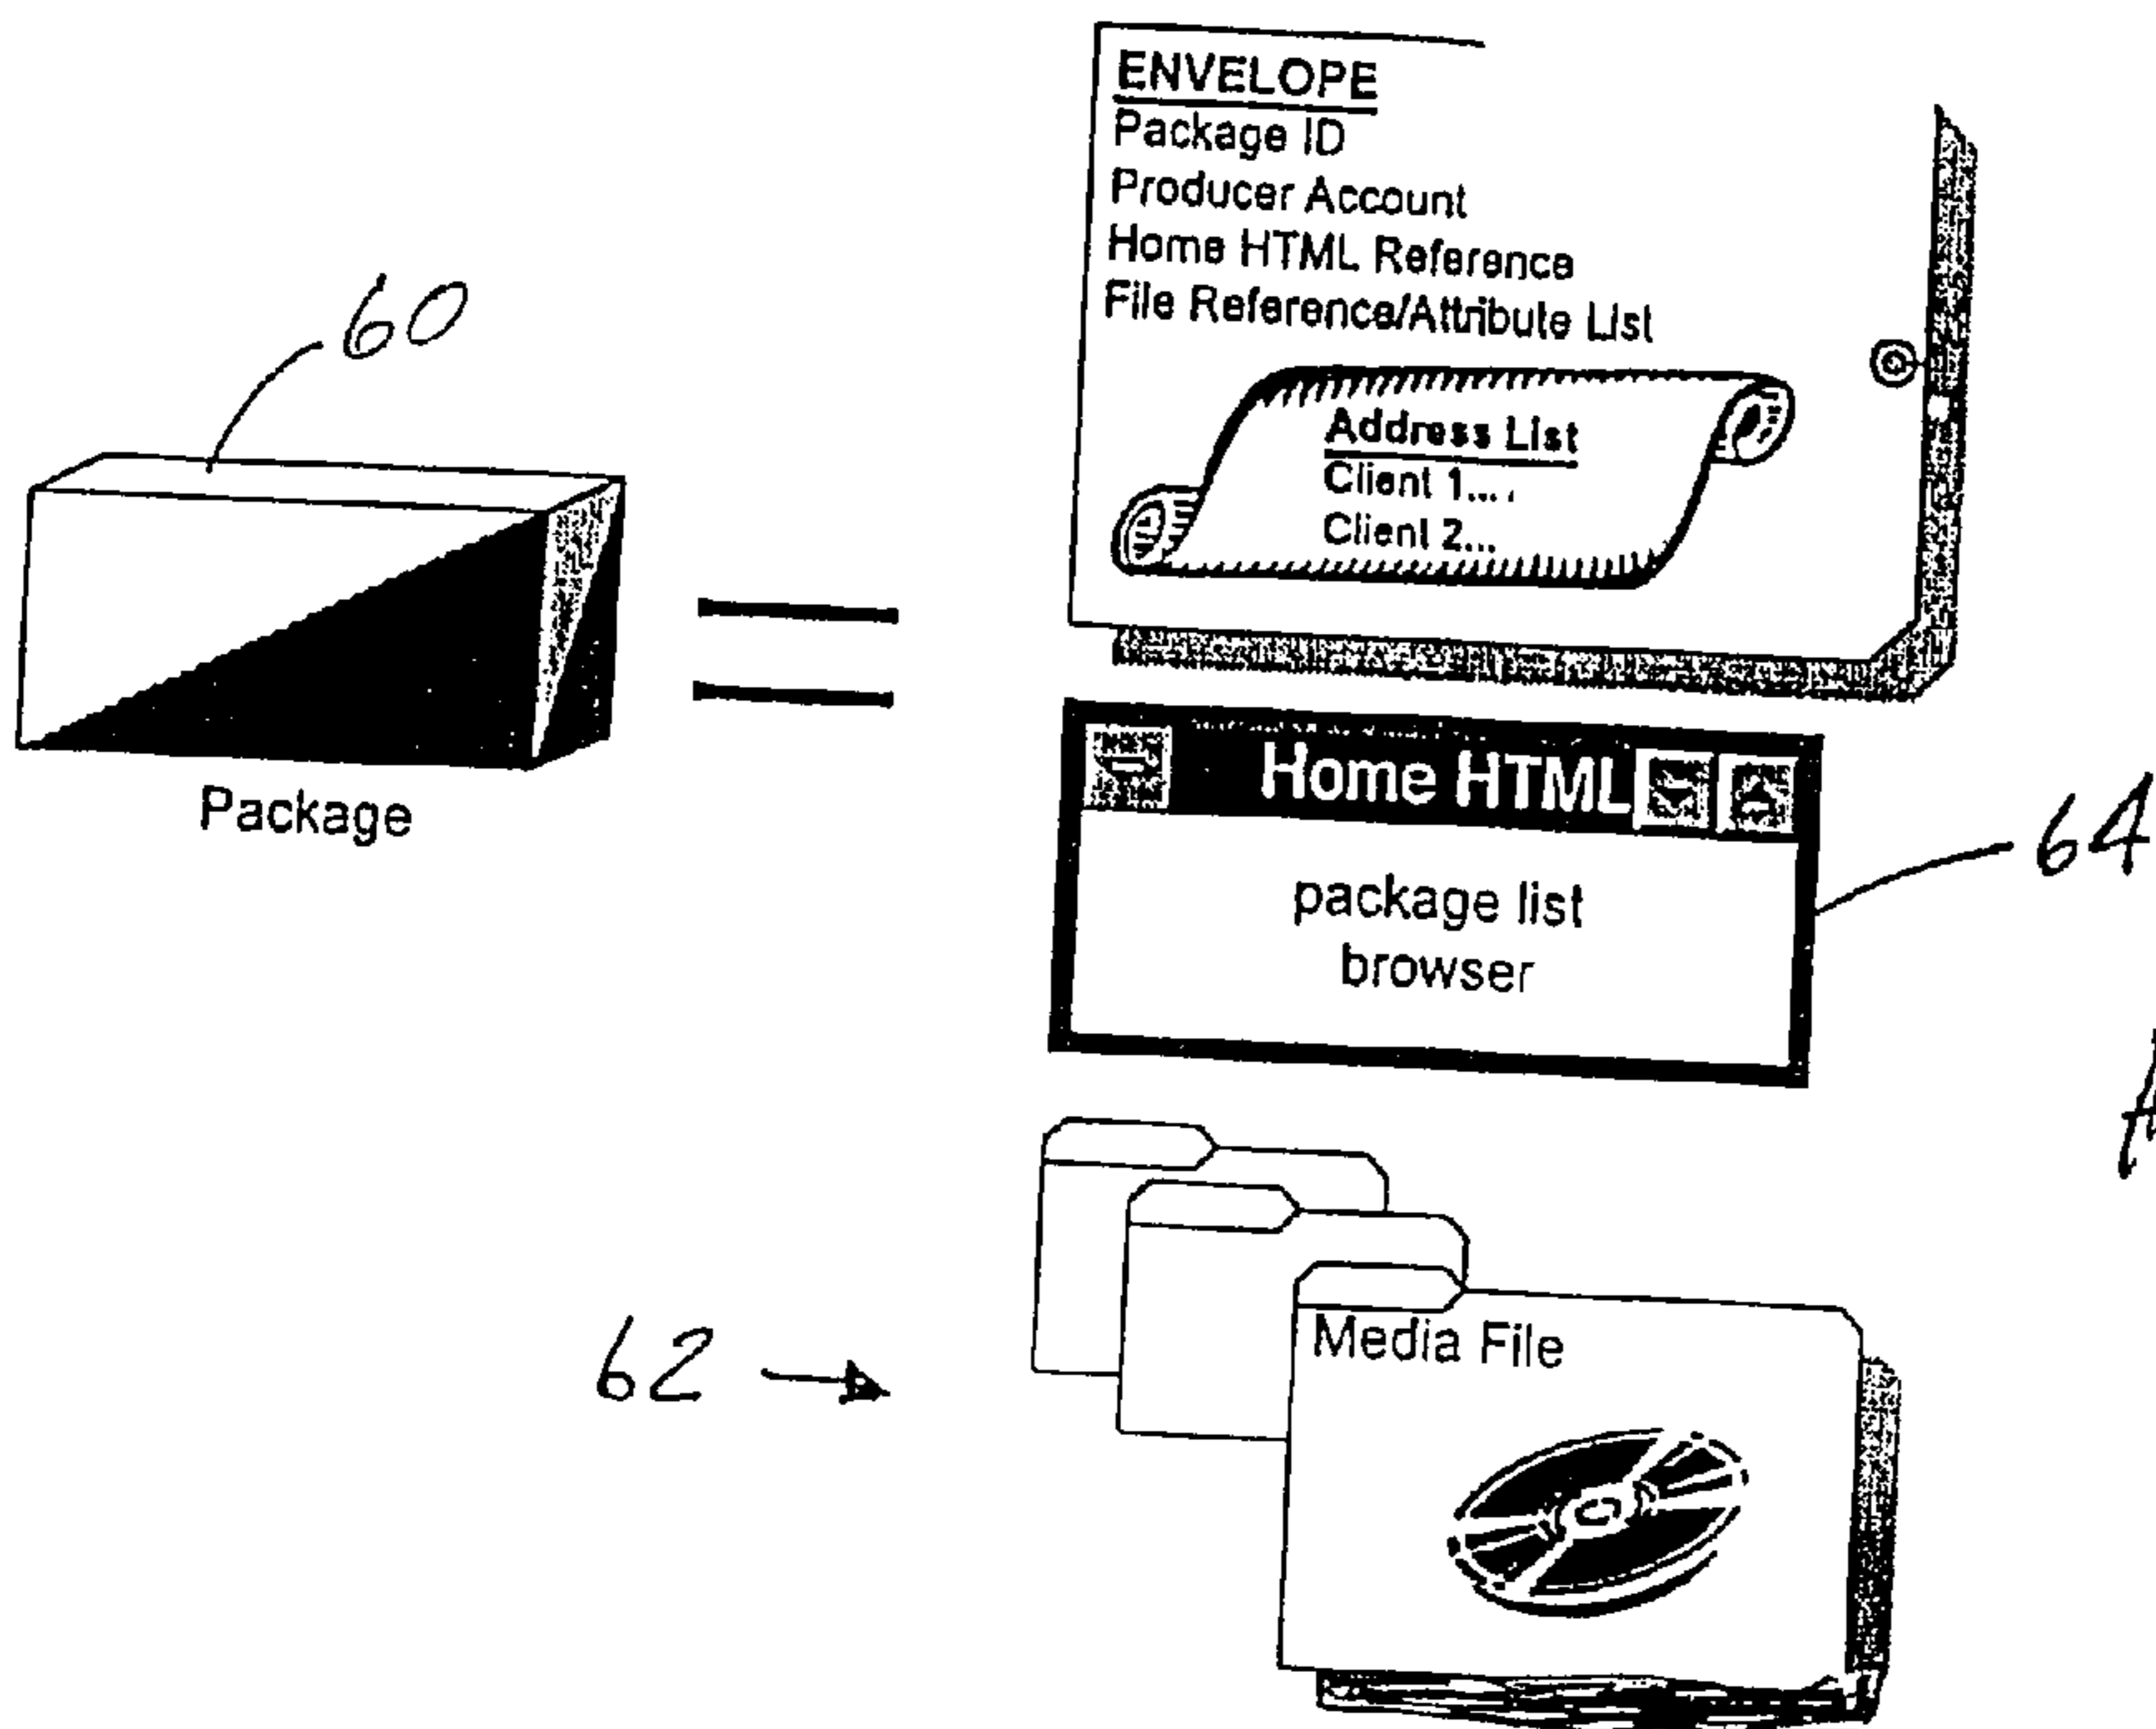 60
Package
ENVELOPE
Package ID
Producer Account
Home HTML Reference
File Reference/Attribute List
Address List
Client 1...
Client 2...
Home HTML
package list
browser
64
62
Media File